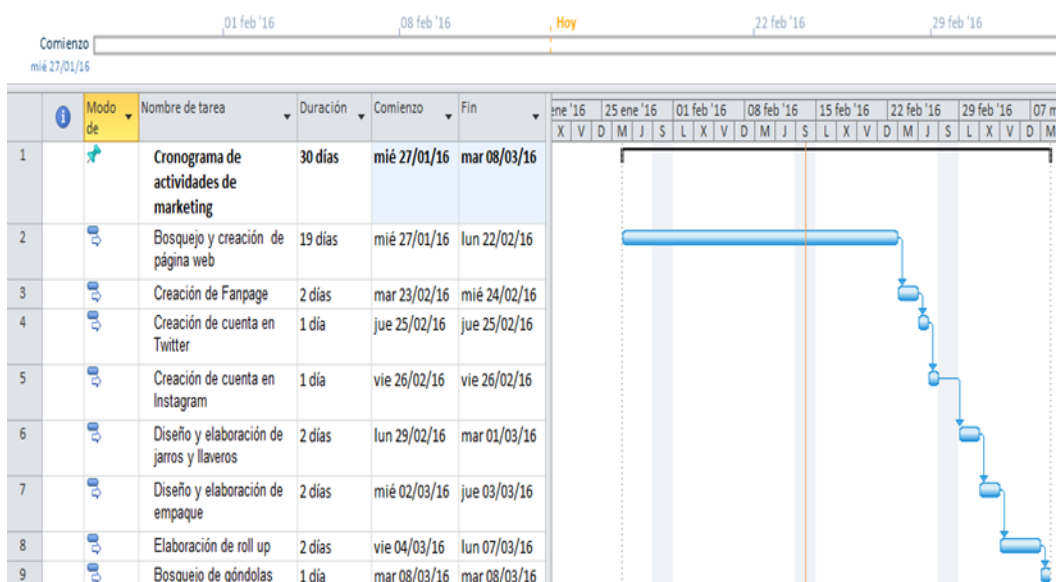 01 feb '16 08 feb '16 Hoy 22 feb '16 29 feb '16
Comienzo
mié 27/01/16
Modo de Nombre de tarea Duración Comienzo Fin
ene '16 25 ene '16 01 feb '16 08 feb '16 15 feb '16 22 feb '16 29 feb '16 07 m
X V D M J S L X V D M J S L X V D M J S L X V D M
1 Cronograma de actividades de marketing 30 días mié 27/01/16 mar 08/03/16
2 Bosquejo y creación de página web 19 días mié 27/01/16 lun 22/02/16
3 Creación de Fanpage 2 días mar 23/02/16 mié 24/02/16
4 Creación de cuenta en Twitter 1 día jue 25/02/16 jue 25/02/16
5 Creación de cuenta en Instagram 1 día vie 26/02/16 vie 26/02/16
6 Diseño y elaboración de jarros y llaveros 2 días lun 29/02/16 mar 01/03/16
7 Diseño y elaboración de empaque 2 días mié 02/03/16 jue 03/03/16
8 Elaboración de roll up 2 días vie 04/03/16 lun 07/03/16
9 Bosquejo de góndolas 1 día mar 08/03/16 mar 08/03/16